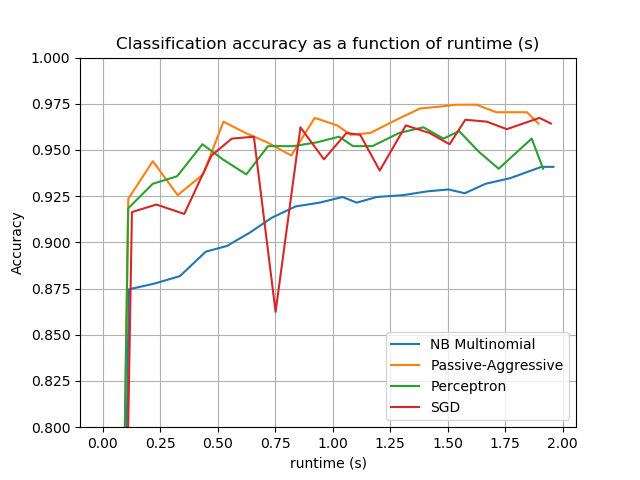 Classification accuracy as a function of runtime (s)
1.000
0.975
0.950
0.925
0.900
0.875
0.850
0.825
0.800
Accuracy
NB Multinomial
Passive-Aggressive
Perceptron
SGD
0.00 0.25 0.50 0.75 1.00 1.25 1.50 1.75 2.00
runtime (s)